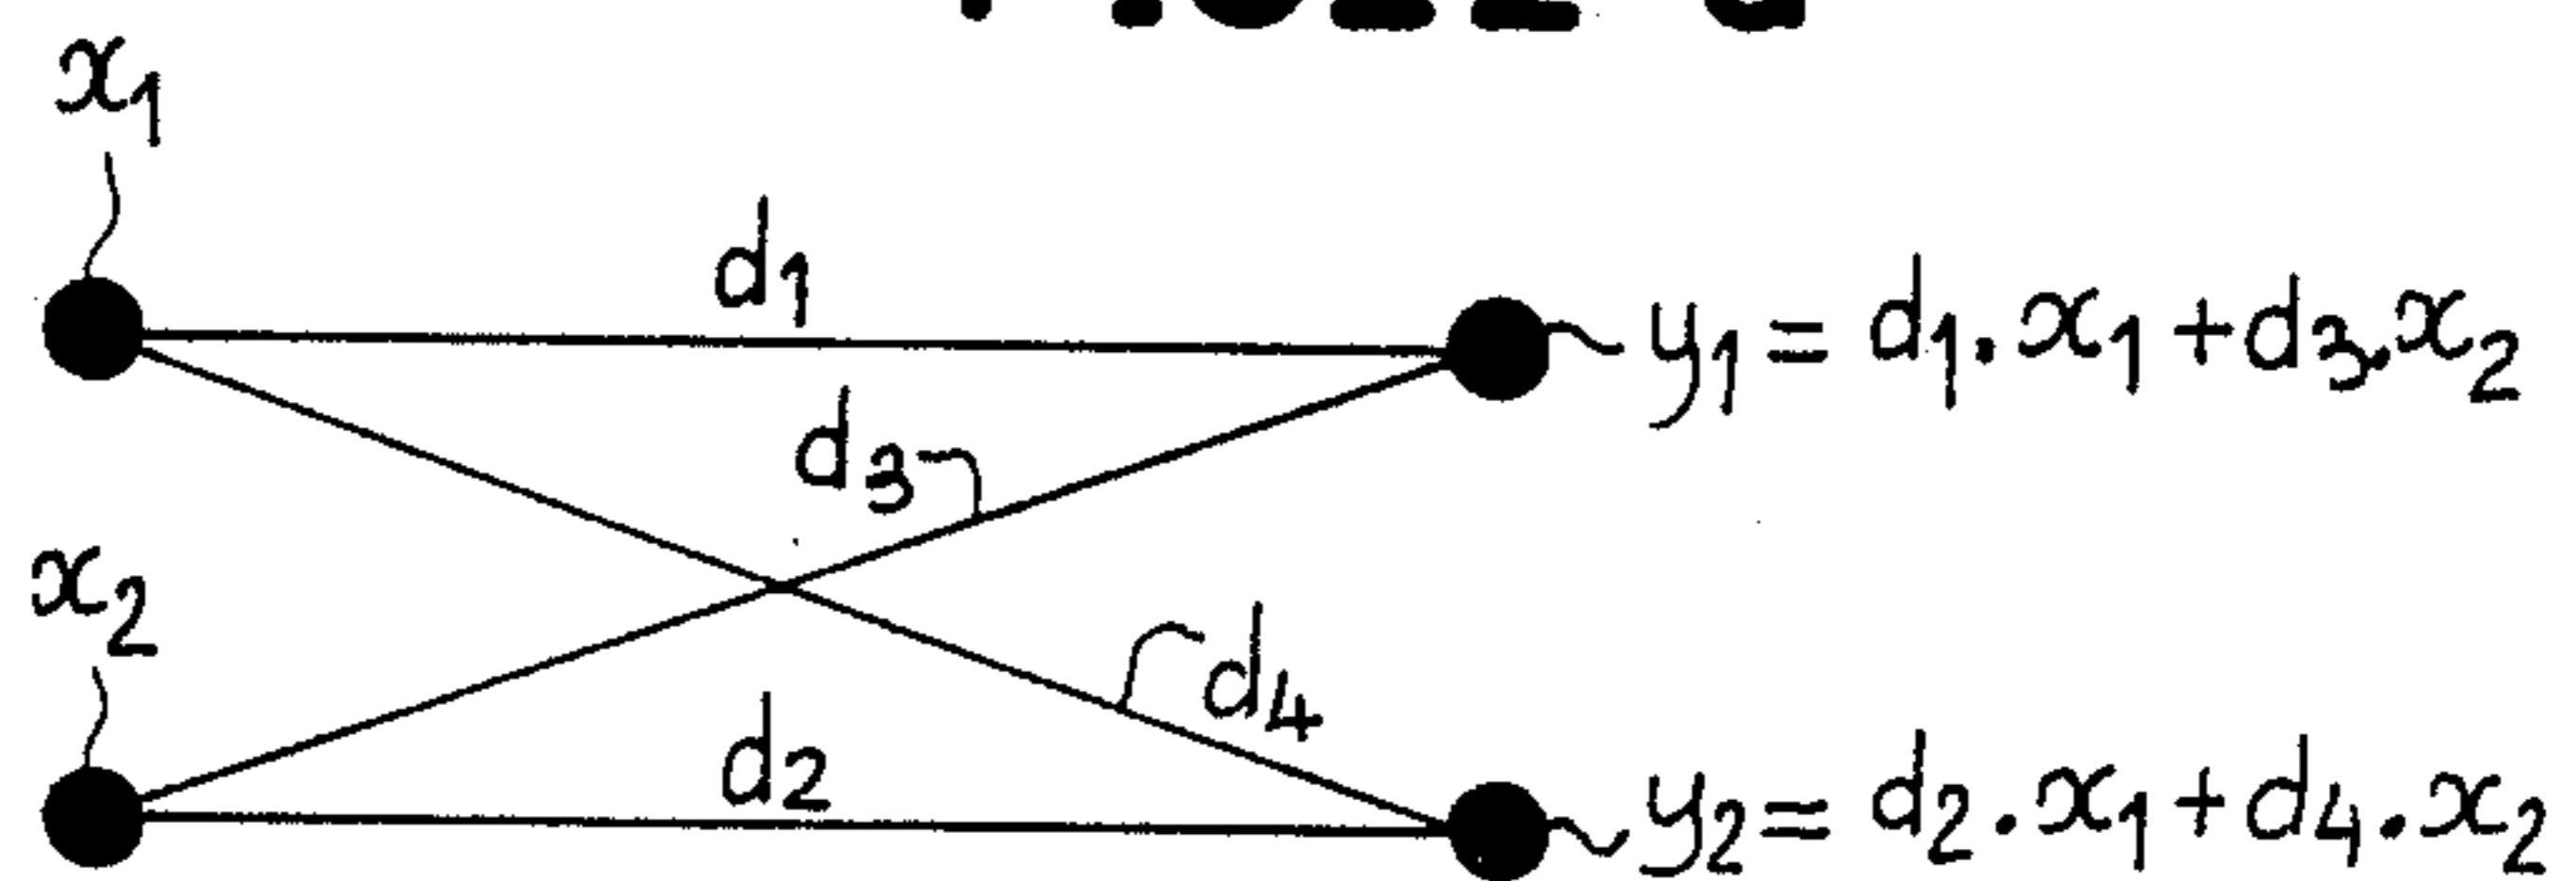 x1
d1
y1 = d1.x1 + d3.x2
d3
x2
d4
d2
y2 = d2.x1 + d4.x2